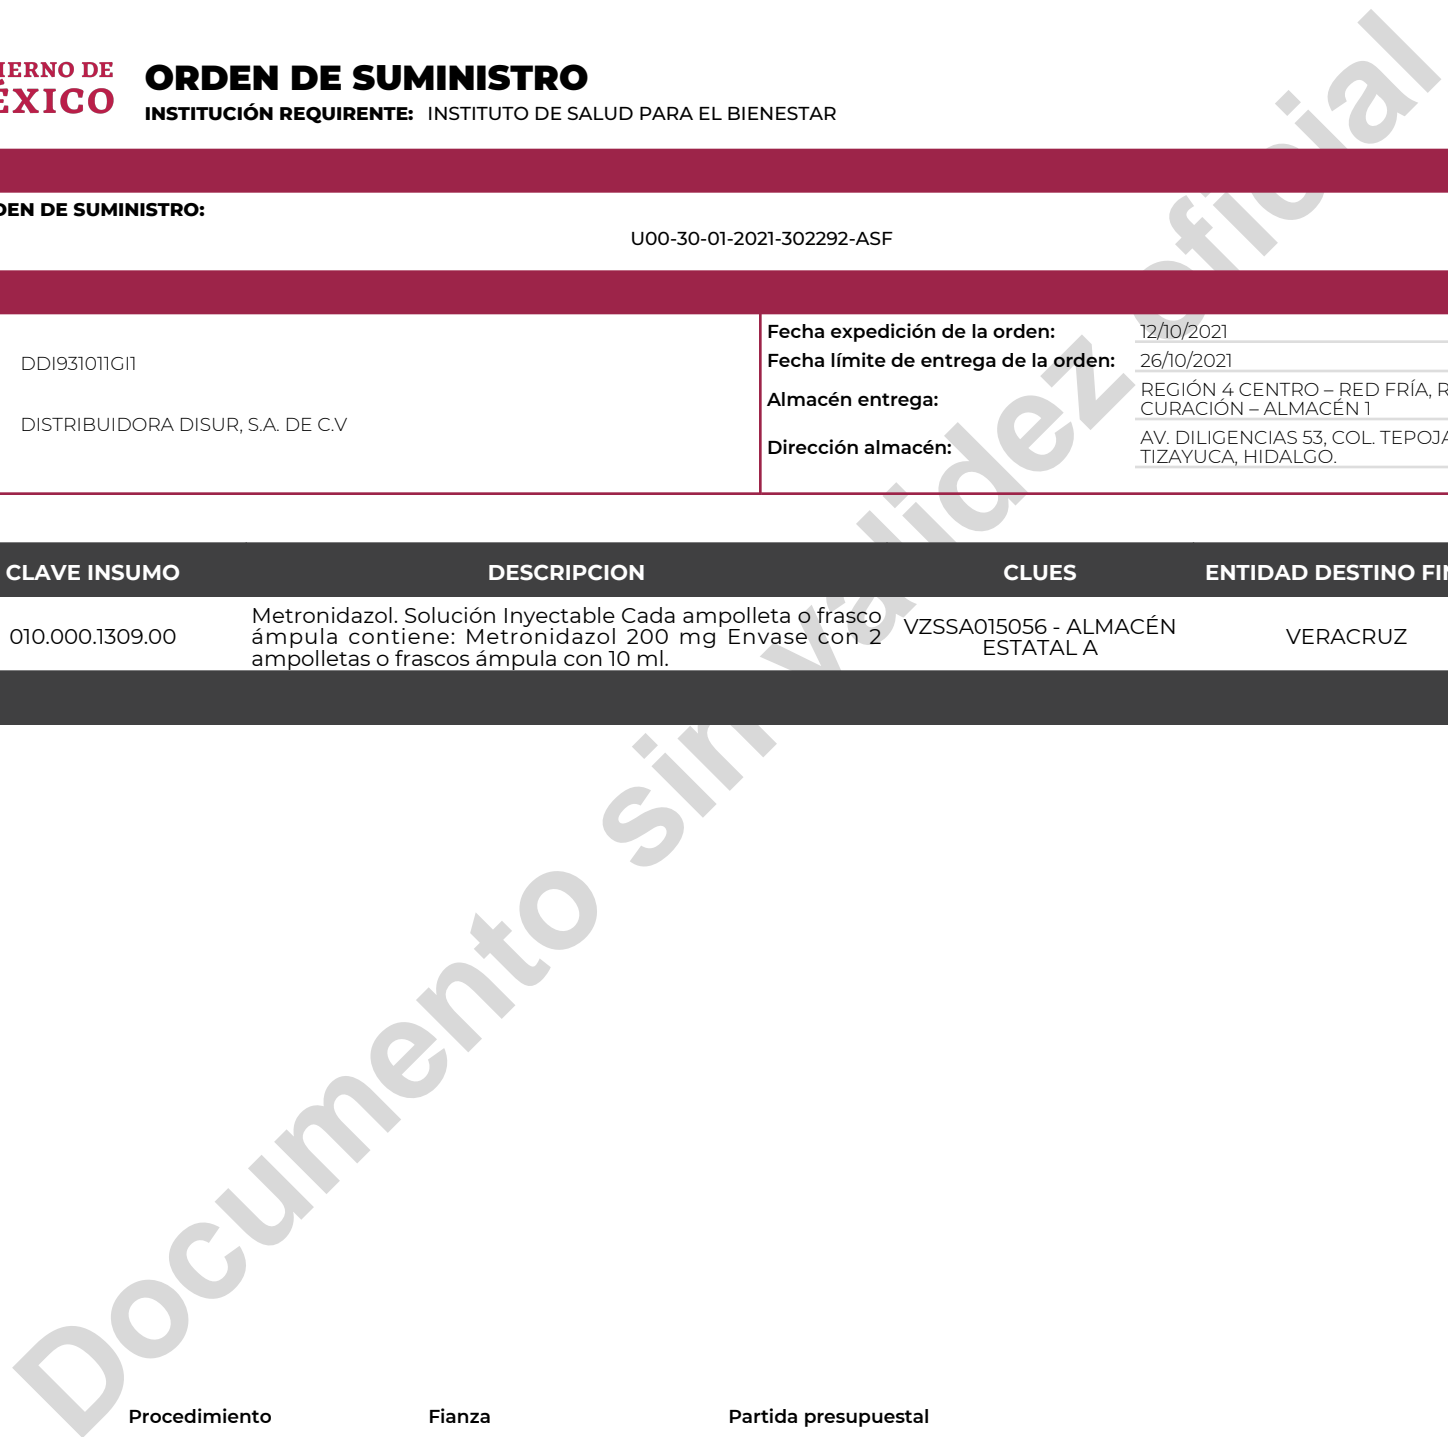 IERNO DE
ÉXICO
ORDEN DE SUMINISTRO
INSTITUCIÓN REQUIRENTE: INSTITUTO DE SALUD PARA EL BIENESTAR
DEN DE SUMINISTRO:
U00-30-01-2021-302292-ASF
DDI931011GI1
DISTRIBUIDORA DISUR, S.A. DE C.V
Fecha expedición de la orden: 12/10/2021
Fecha límite de entrega de la orden: 26/10/2021
Almacén entrega: REGIÓN 4 CENTRO – RED FRÍA, R
CURACIÓN – ALMACÉN 1
Dirección almacén: AV. DILIGENCIAS 53, COL. TEPOJA
TIZAYUCA, HIDALGO.
CLAVE INSUMO DESCRIPCION CLUES ENTIDAD DESTINO FIN
010.000.1309.00
Metronidazol. Solución Inyectable Cada ampolleta o frasco
ámpula contiene: Metronidazol 200 mg Envase con 2
ampolletas o frascos ámpula con 10 ml.
VZSSA015056 - ALMACÉN
ESTATAL A
VERACRUZ
Documento sin validez oficial
Procedimiento Fianza Partida presupuestal